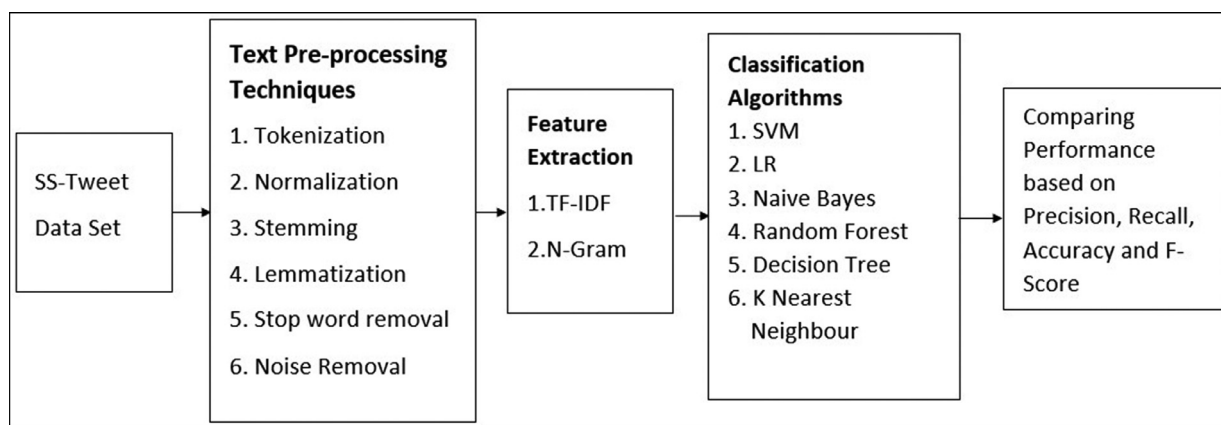 SS-Tweet
Data Set
Text Pre-processing
Techniques
1. Tokenization
2. Normalization
3. Stemming
4. Lemmatization
5. Stop word removal
6. Noise Removal
Feature
Extraction
1.TF-IDF
2.N-Gram
Classification
Algorithms
1. SVM
2. LR
3. Naive Bayes
4. Random Forest
5. Decision Tree
6. K Nearest
Neighbour
Comparing
Performance
based on
Precision, Recall,
Accuracy and F-
Score